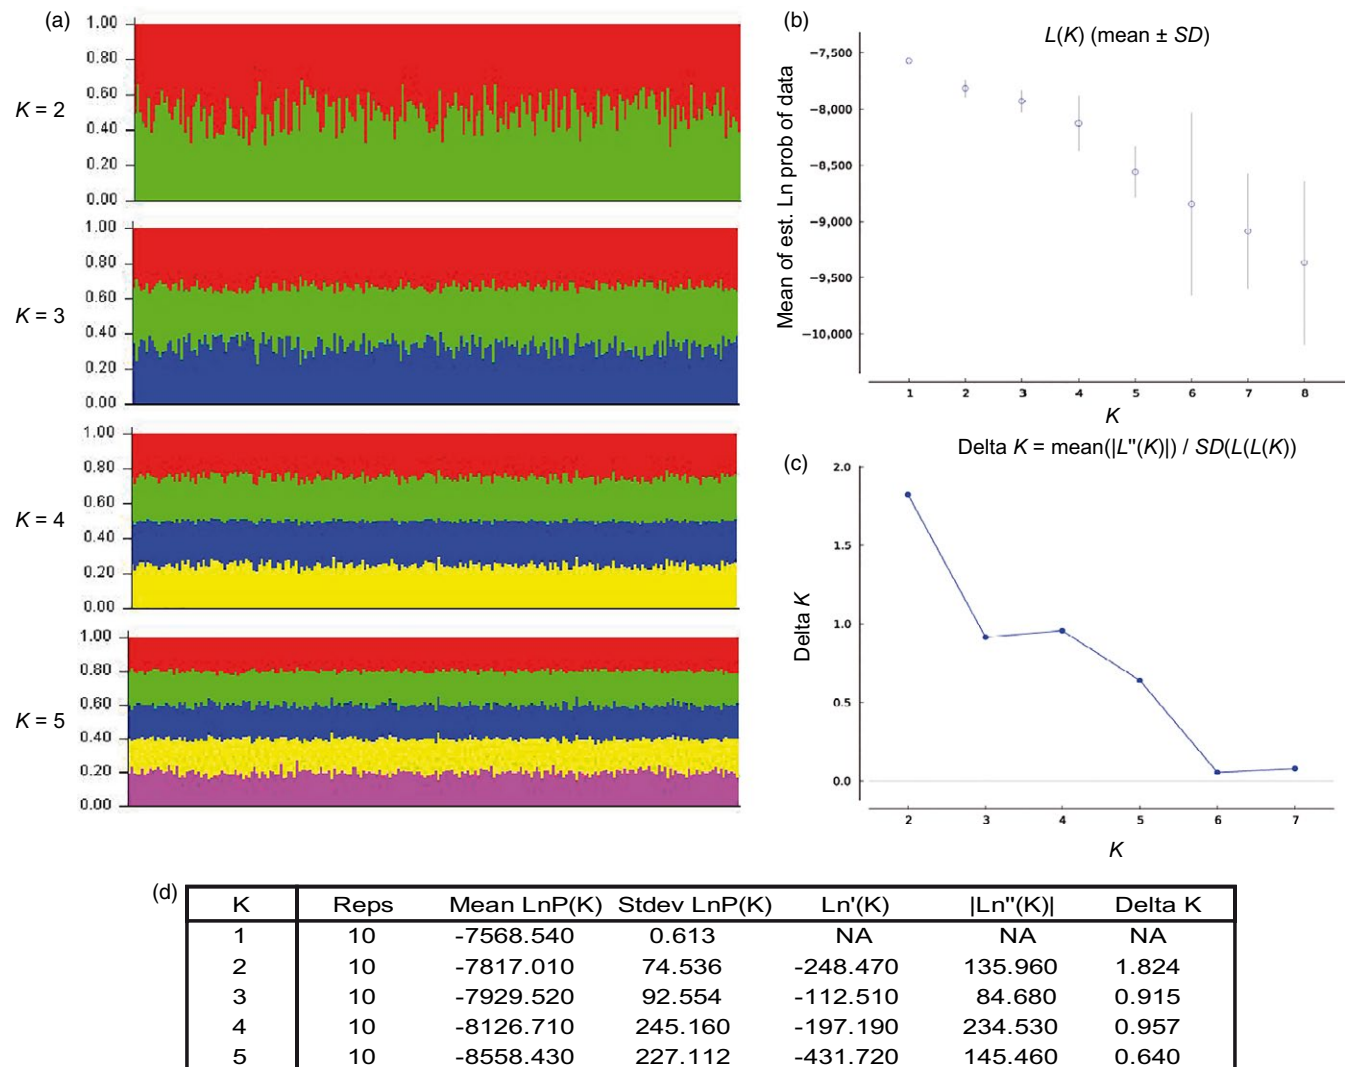 (a)
1.00
0.80
K = 2
0.60
0.40
0.20
0.00
1.00
0.80
K = 3
0.60
0.40
0.20
0.00
1.00
0.80
K = 4
0.60
0.40
0.20
0.00
1.00
0.80
K = 5
0.60
0.40
0.20
0.00
(b)
L(K) (mean ± SD)
Mean of est. Ln prob of data
−7,500
−8,000
−8,500
−9,000
−9,500
−10,000
1 2 3 4 5 6 7 8
K
(c)
Delta K = mean(|L"(K)|) / SD(L(L(K))
Delta K
2.0
1.5
1.0
0.5
0.0
2 3 4 5 6 7
K
(d)
K Reps Mean LnP(K) Stdev LnP(K) Ln'(K) |Ln"(K)| Delta K
1 10 -7568.540 0.613 NA NA NA
2 10 -7817.010 74.536 -248.470 135.960 1.824
3 10 -7929.520 92.554 -112.510 84.680 0.915
4 10 -8126.710 245.160 -197.190 234.530 0.957
5 10 -8558.430 227.112 -431.720 145.460 0.640